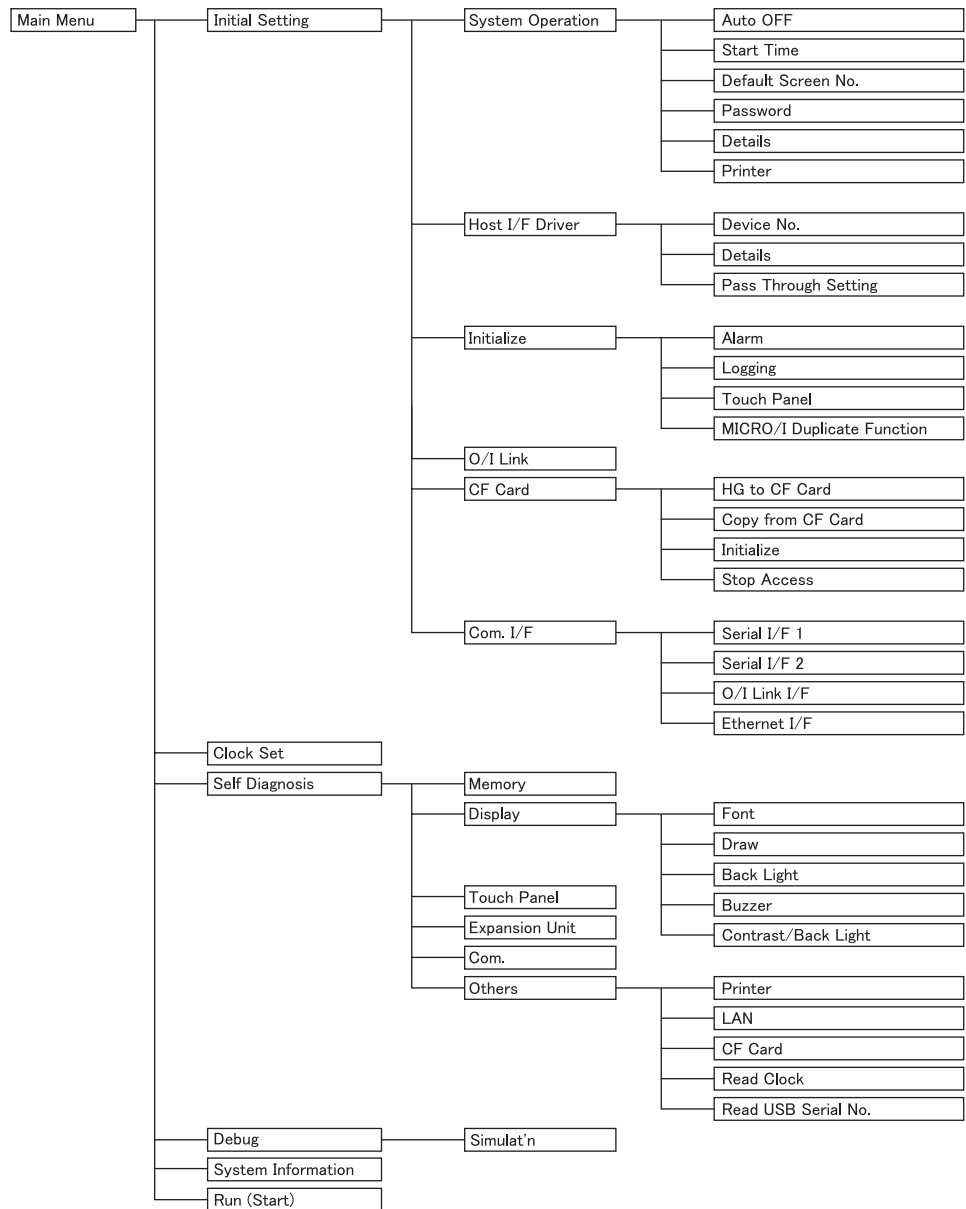 Main Menu
Initial Setting
System Operation
Auto OFF
Start Time
Default Screen No.
Password
Details
Printer
Host I/F Driver
Device No.
Details
Pass Through Setting
Initialize
Alarm
Logging
Touch Panel
MICRO/I Duplicate Function
O/I Link
CF Card
HG to CF Card
Copy from CF Card
Initialize
Stop Access
Com. I/F
Serial I/F 1
Serial I/F 2
O/I Link I/F
Ethernet I/F
Clock Set
Self Diagnosis
Memory
Display
Font
Draw
Back Light
Buzzer
Contrast/Back Light
Touch Panel
Expansion Unit
Com.
Others
Printer
LAN
CF Card
Read Clock
Read USB Serial No.
Debug
Simulat'n
System Information
Run (Start)